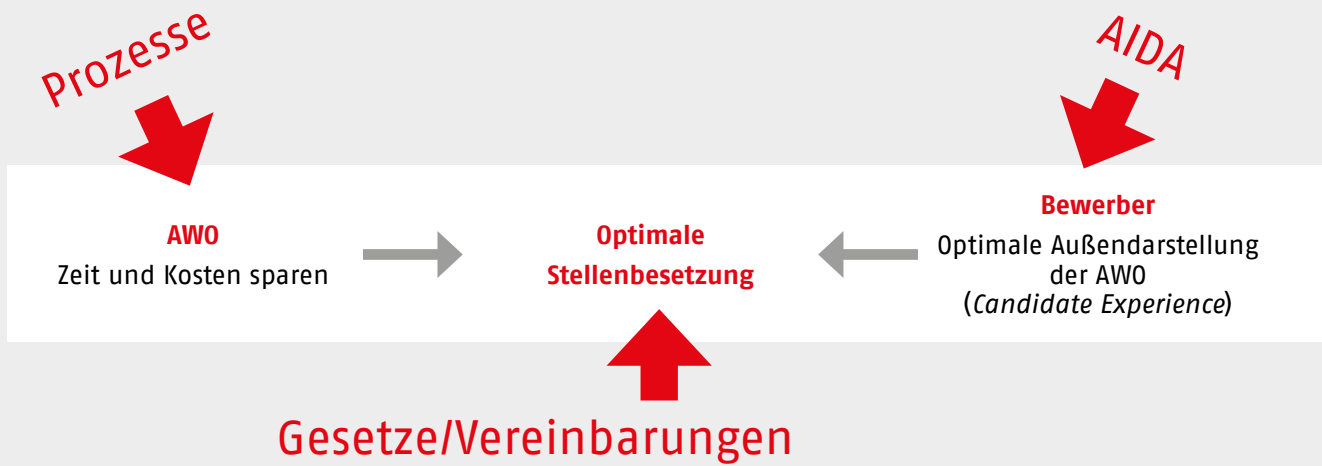 Prozesse
AIDA
AWO
Zeit und Kosten sparen
Optimale
Stellenbesetzung
Bewerber
Optimale Außendarstellung
der AWO
(Candidate Experience)
Gesetze/Vereinbarungen